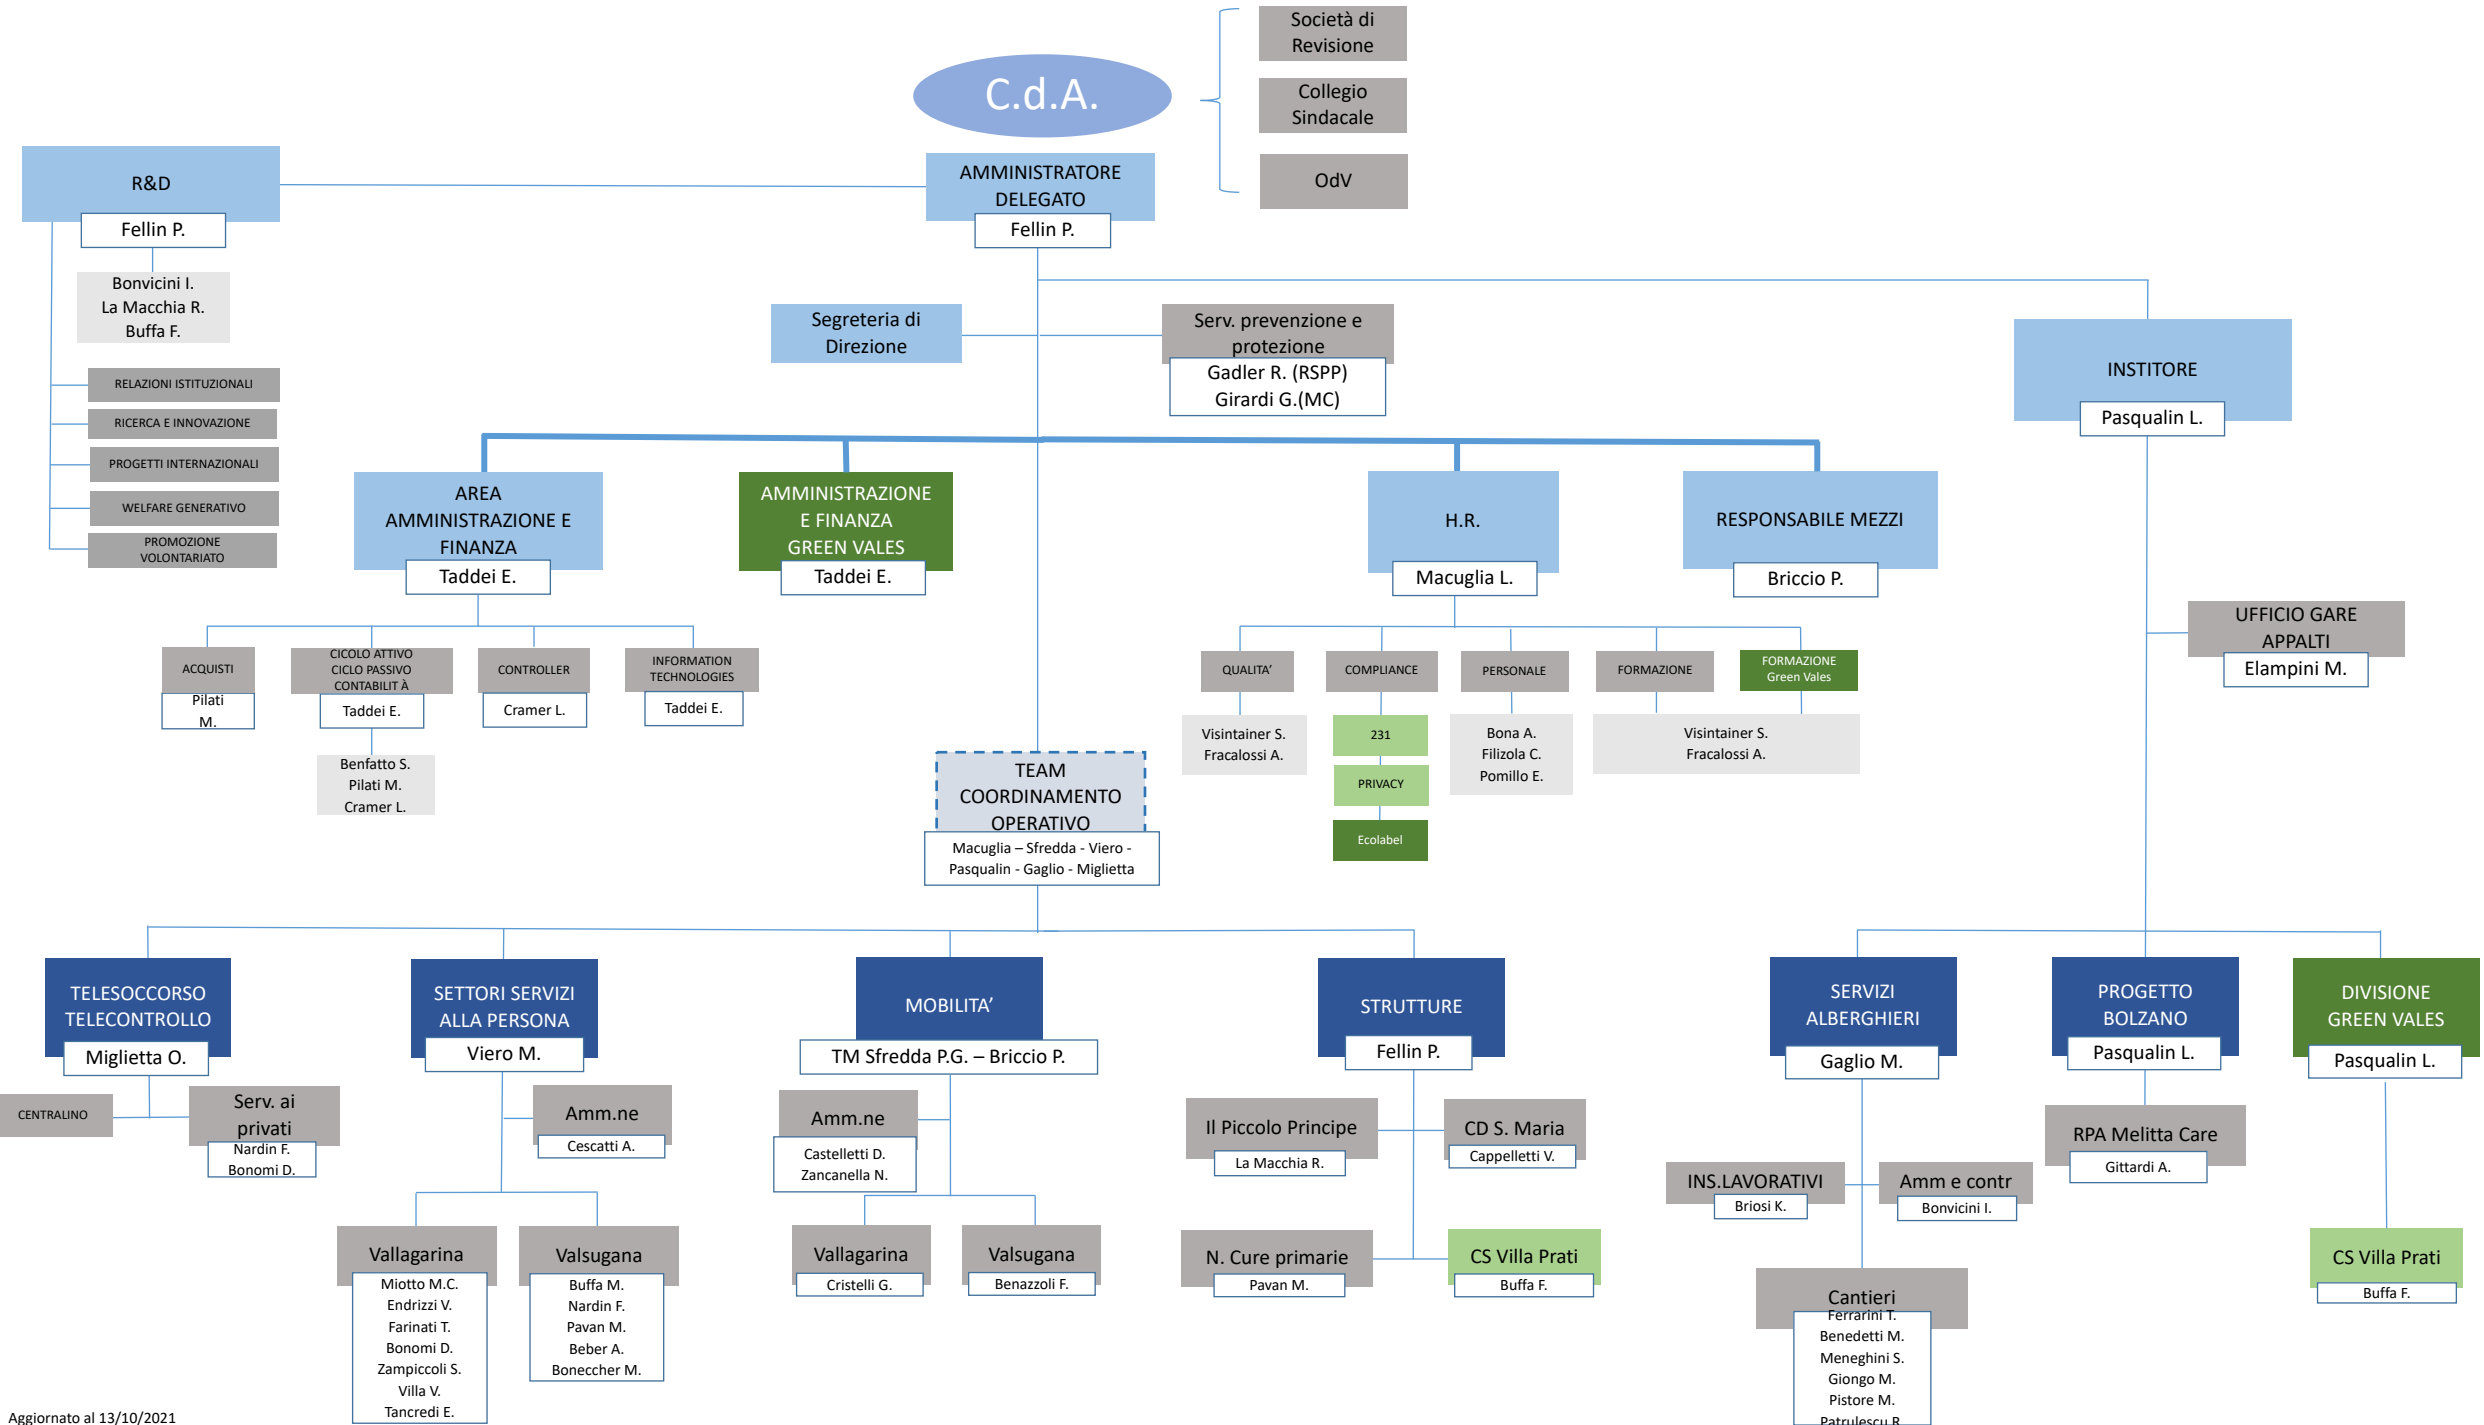 Società di
Revisione
C.d.A.
Collegio
Sindacale
OdV
R&D
Fellin P.
Bonvicini I.
La Macchia R.
Buffa F.
RELAZIONI ISTITUZIONALI
RICERCA E INNOVAZIONE
PROGETTI INTERNAZIONALI
WELFARE GENERATIVO
PROMOZIONE
VOLONTARIATO
AMMINISTRATORE
DELEGATO
Fellin P.
Segreteria di
Direzione
Serv. prevenzione e
protezione
Gadler R. (RSPP)
Girardi G.(MC)
INSTITORE
Pasqualin L.
AREA
AMMINISTRAZIONE E
FINANZA
Taddei E.
AMMINISTRAZIONE
E FINANZA
GREEN VALES
Taddei E.
H.R.
Macuglia L.
RESPONSABILE MEZZI
Briccio P.
UFFICIO GARE
APPALTI
Elampini M.
ACQUISTI
Pilati
M.
CICOLO ATTIVO
CICLO PASSIVO
CONTABILIT À
Taddei E.
Benfatto S.
Pilati M.
Cramer L.
CONTROLLER
Cramer L.
INFORMATION
TECHNOLOGIES
Taddei E.
QUALITA’
Visintainer S.
Fracalossi A.
COMPLIANCE
231
PRIVACY
Ecolabel
PERSONALE
Bona A.
Filizola C.
Pomillo E.
FORMAZIONE
FORMAZIONE
Green Vales
Visintainer S.
Fracalossi A.
TEAM
COORDINAMENTO
OPERATIVO
Macuglia – Sfredda - Viero -
Pasqualin - Gaglio - Miglietta
TELESOCCORSO
TELECONTROLLO
Miglietta O.
CENTRALINO
Serv. ai
privati
Nardin F.
Bonomi D.
SETTORI SERVIZI
ALLA PERSONA
Viero M.
Amm.ne
Cescatti A.
Vallagarina
Miotto M.C.
Endrizzi V.
Farinati T.
Bonomi D.
Zampiccoli S.
Villa V.
Tancredi E.
Valsugana
Buffa M.
Nardin F.
Pavan M.
Beber A.
Boneccher M.
MOBILITA’
TM Sfredda P.G. – Briccio P.
Amm.ne
Castelletti D.
Zancanella N.
Vallagarina
Cristelli G.
Valsugana
Benazzoli F.
STRUTTURE
Fellin P.
Il Piccolo Principe
La Macchia R.
CD S. Maria
Cappelletti V.
N. Cure primarie
Pavan M.
CS Villa Prati
Buffa F.
SERVIZI
ALBERGHIERI
Gaglio M.
INS.LAVORATIVI
Briosi K.
Amm e contr
Bonvicini I.
Cantieri
Ferrarini T.
Benedetti M.
Meneghini S.
Giongo M.
Pistore M.
Patrulescu R.
PROGETTO
BOLZANO
Pasqualin L.
RPA Melitta Care
Gittardi A.
DIVISIONE
GREEN VALES
Pasqualin L.
CS Villa Prati
Buffa F.
Aggiornato al 13/10/2021